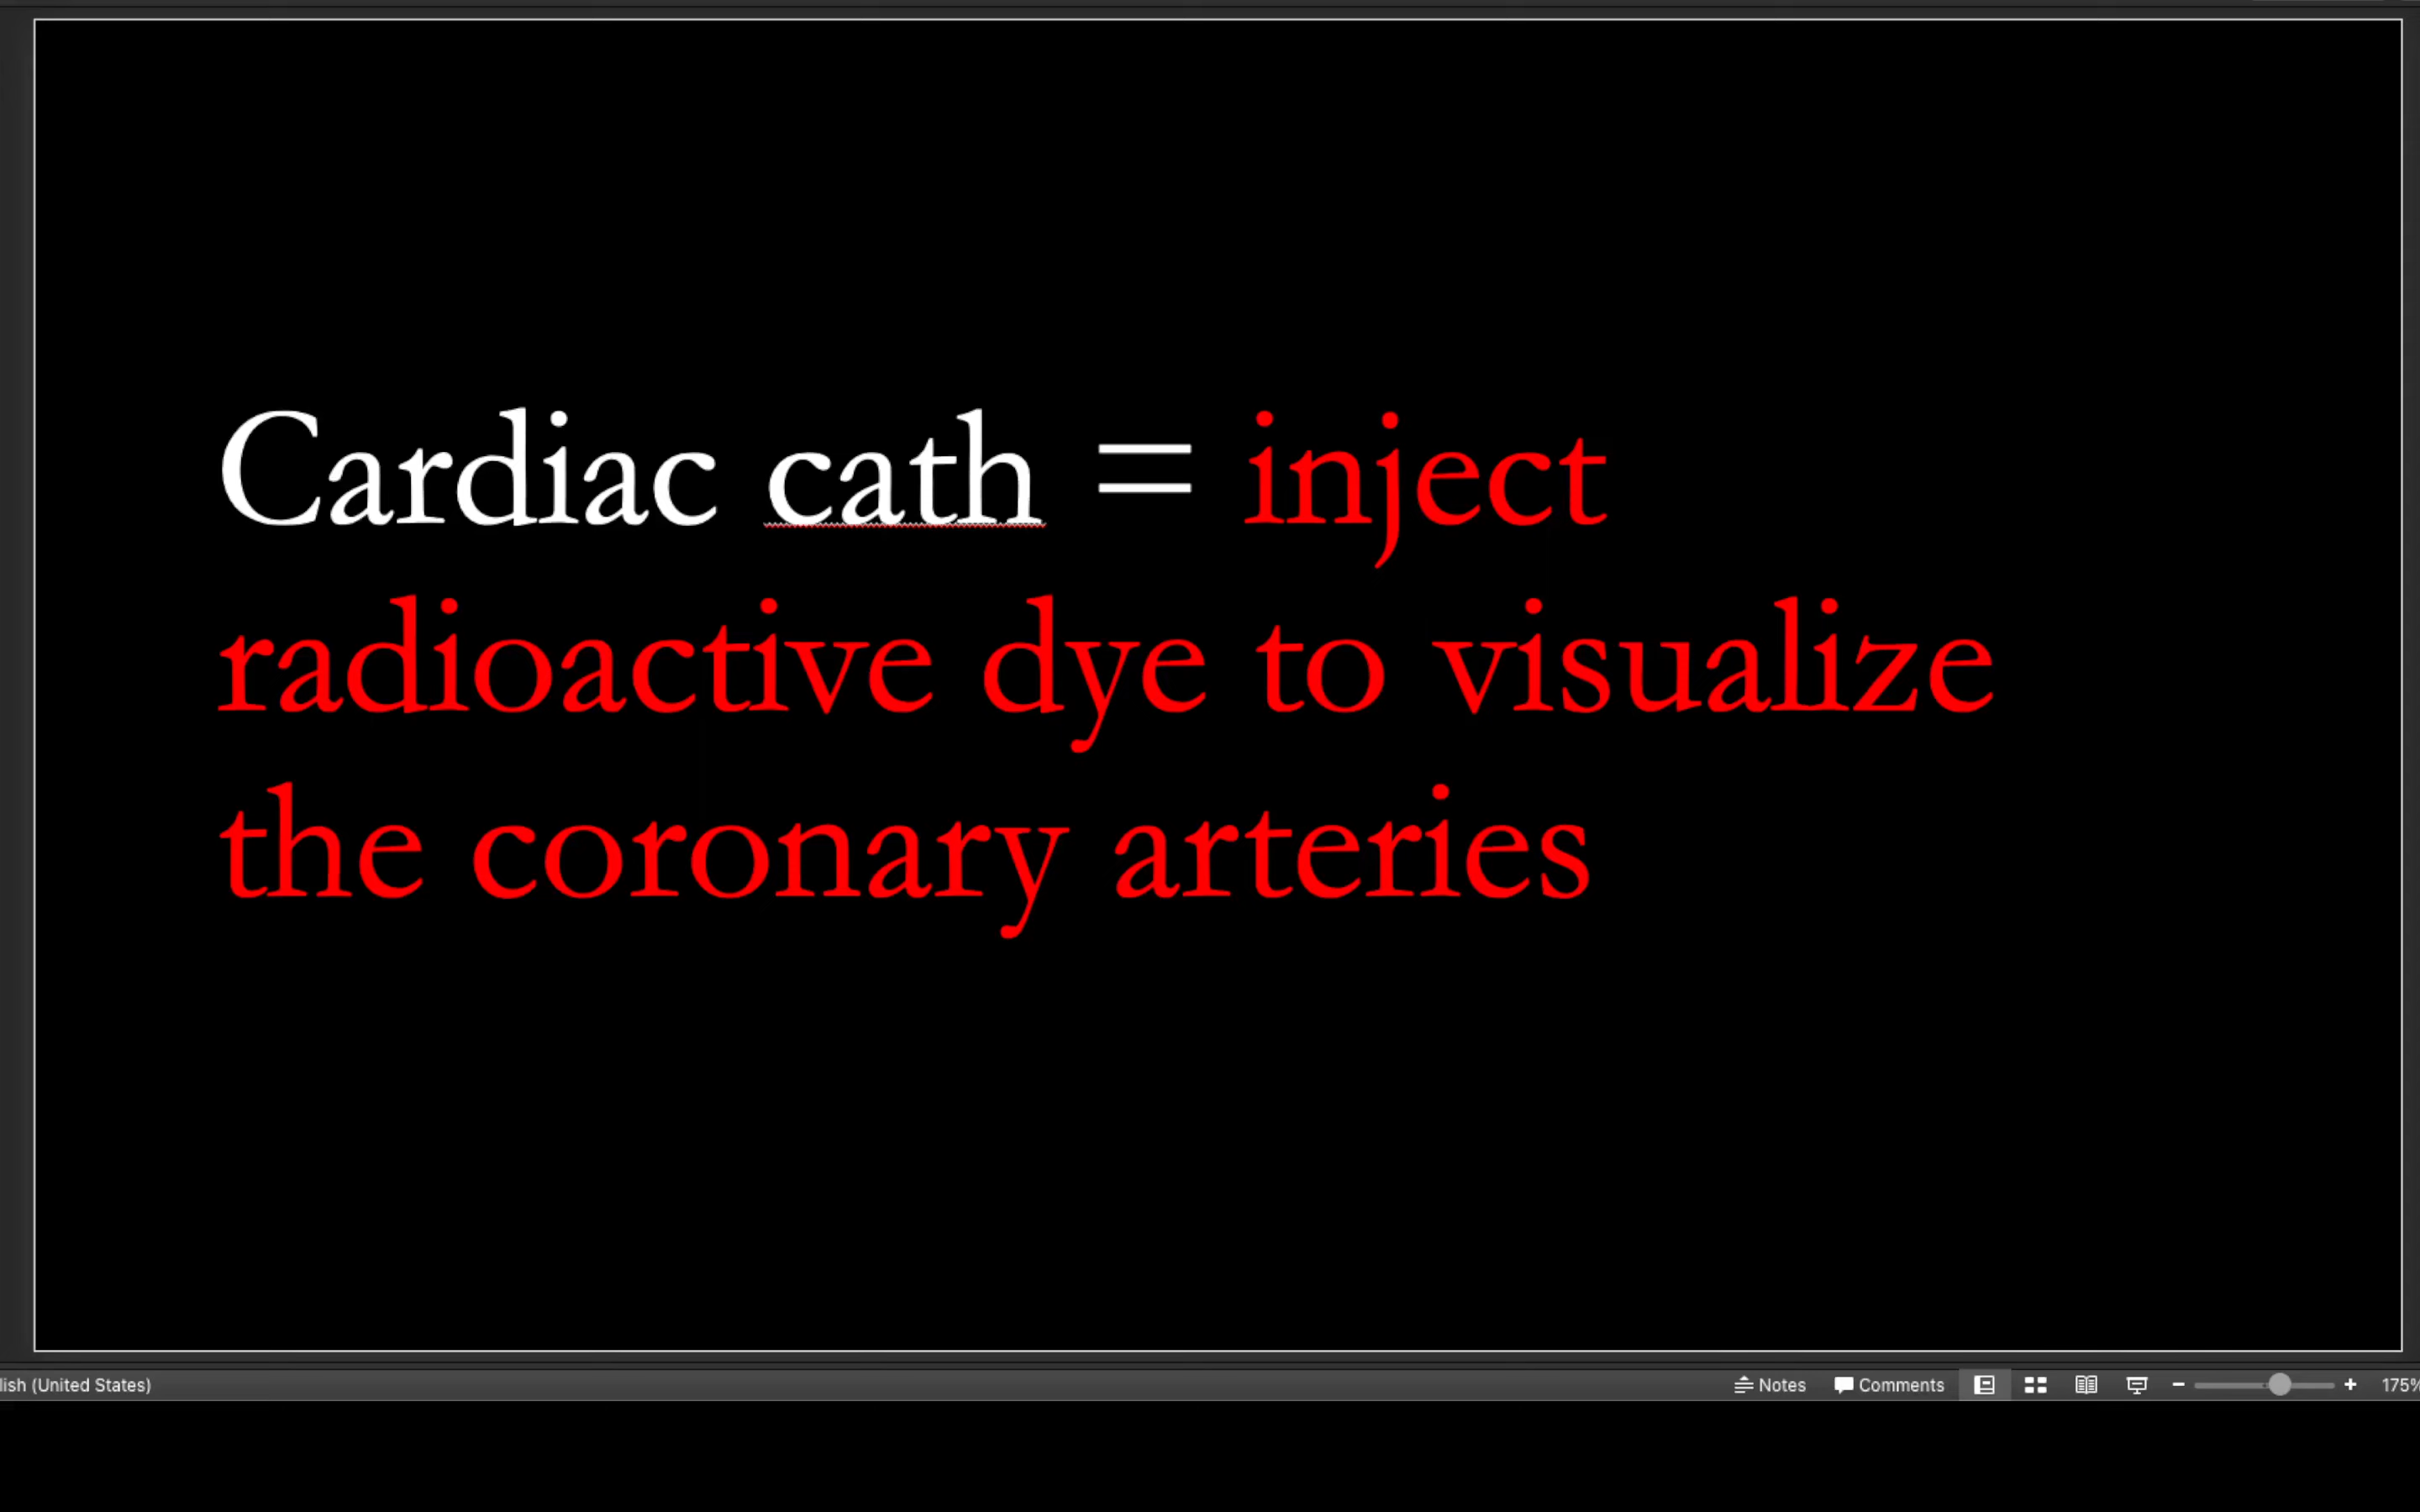 Cardiac cath = inject
radioactive dye to visualize
the coronary arteries
lish (United States)
Notes
Comments
175%